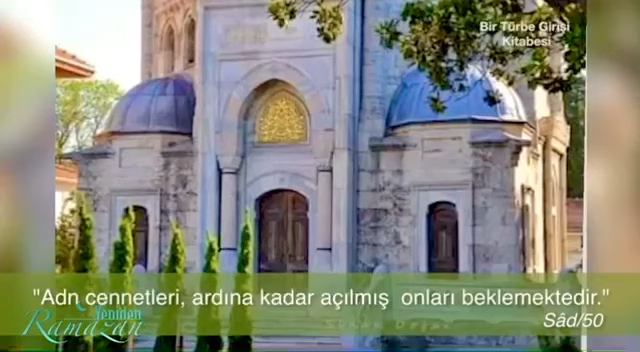 Bir Türbe Girişi
Kitabesi
"Adn cennetleri, ardına kadar açılmış onları beklemektedir."
Sâd/50
Yeniden
Ramazan